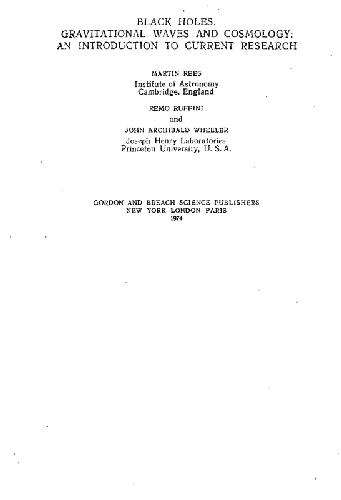 BLACK HOLES,
GRAVITATIONAL WAVES AND COSMOLOGY:
AN INTRODUCTION TO CURRENT RESEARCH
MARTIN REES
Institute of Astronomy
Cambridge, England
REMO RUFFINI
and
JOHN ARCHIBALD WHEELER
Joseph Henry Laboratories
Princeton University, U.S.A.
GORDON AND BREACH SCIENCE PUBLISHERS
NEW YORK LONDON PARIS
1974